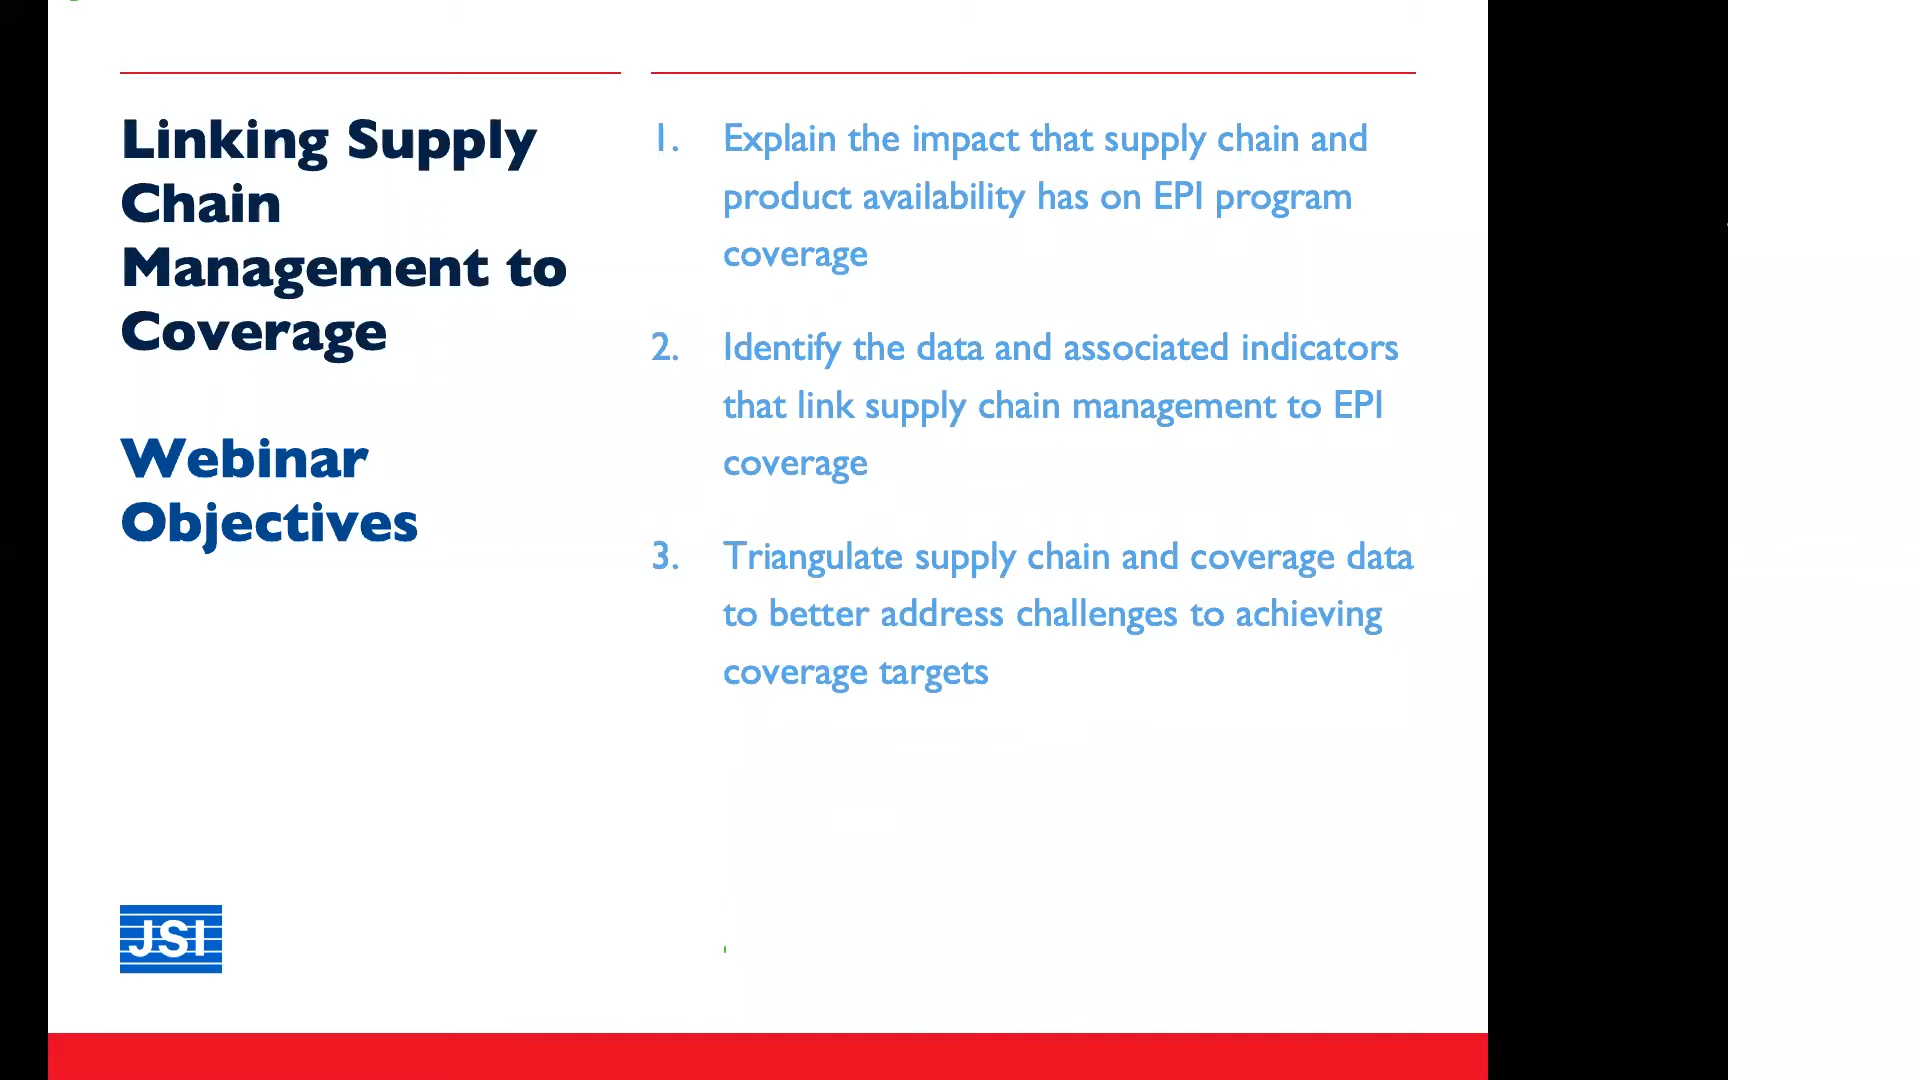 Linking Supply
Chain
Management to
Coverage
Webinar
Objectives
1. Explain the impact that supply chain and
product availability has on EPI program
coverage
2. Identify the data and associated indicators
that link supply chain management to EPI
coverage
3. Triangulate supply chain and coverage data
to better address challenges to achieving
coverage targets
JSI